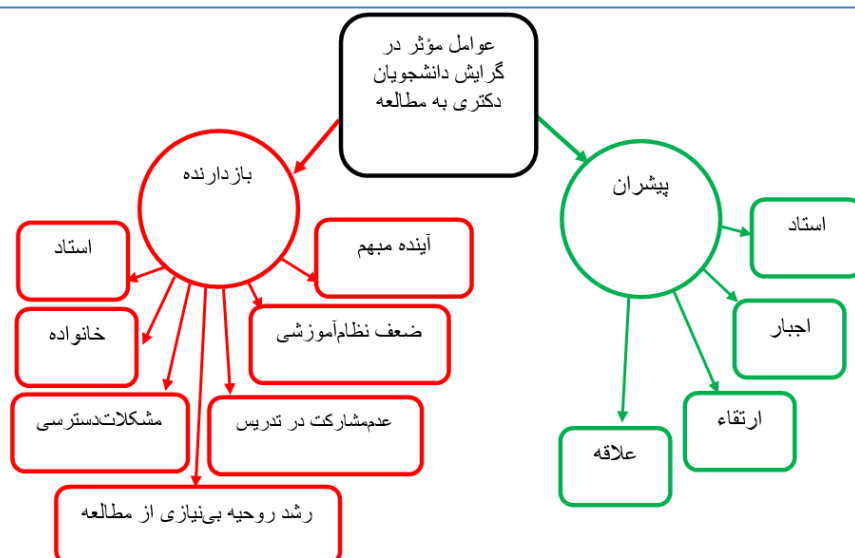 عوامل مؤثر در
گرایش دانشجویان
دکتری به مطالعه
پیشران
استاد
اجبار
ارتقاء
علاقه
بازدارنده
آینده مبهم
ضعف نظام‌آموزشی
عدم‌مشارکت در تدریس
رشد روحیه بی‌نیازی از مطالعه
مشکلات‌دسترسی
خانواده
استاد